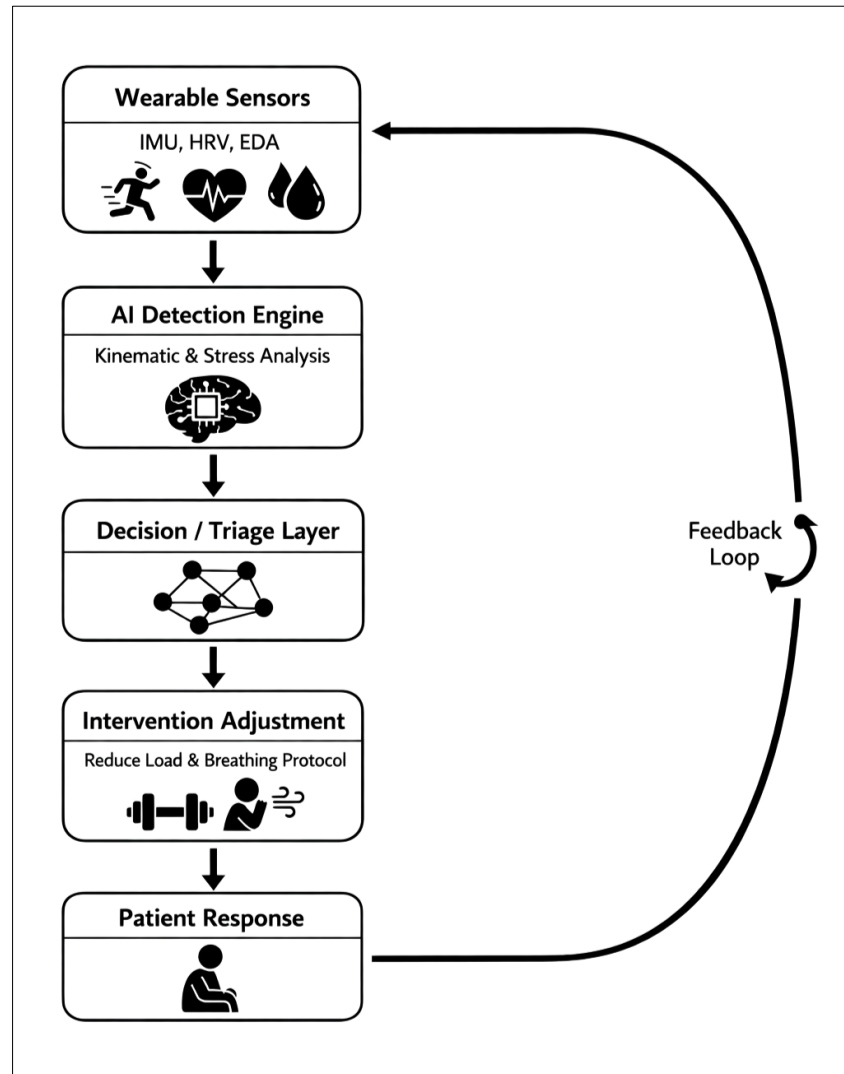 Wearable Sensors
IMU, HRV, EDA
AI Detection Engine
Kinematic & Stress Analysis
Decision / Triage Layer
Intervention Adjustment
Reduce Load & Breathing Protocol
Patient Response
Feedback
Loop